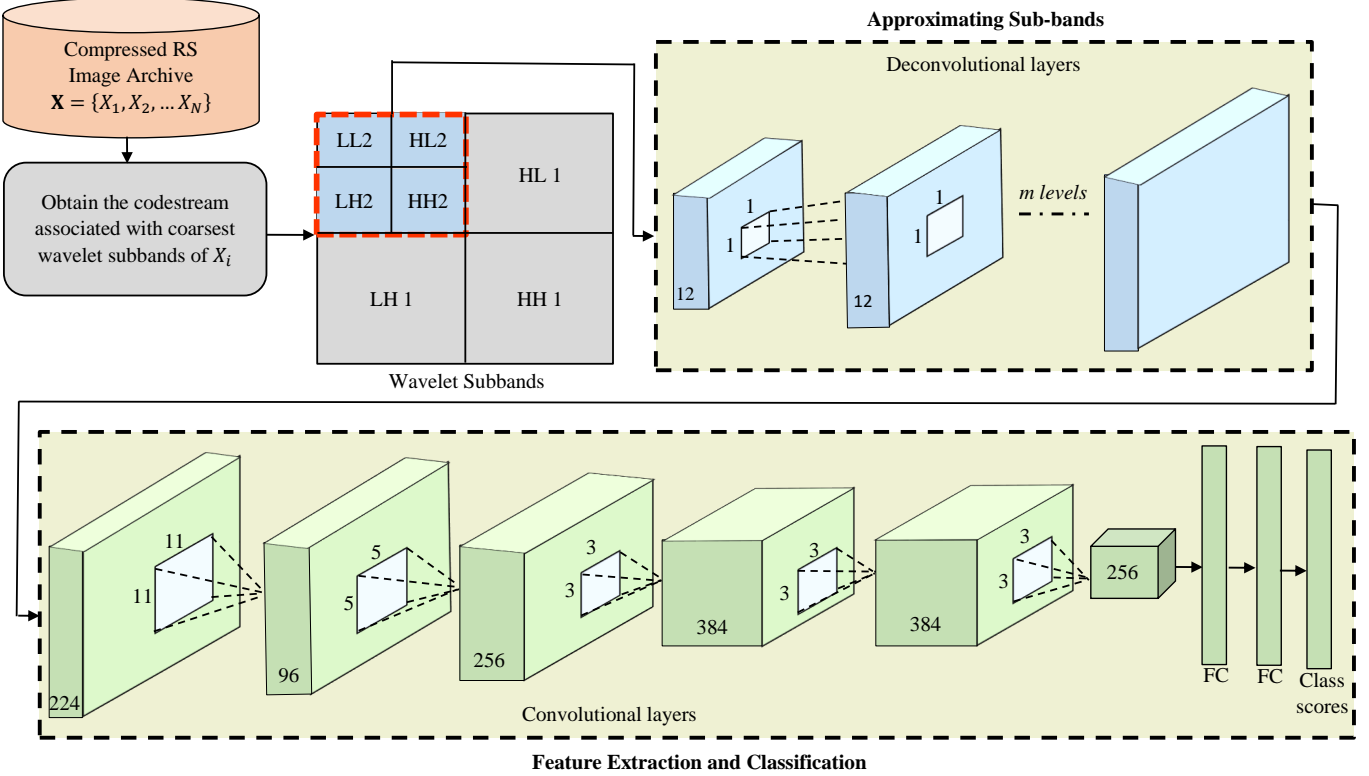 Compressed RS
Image Archive
𝐗 = {𝑋₁, 𝑋₂, … 𝑋_N}
Obtain the codestream
associated with coarsest
wavelet subbands of 𝑋ᵢ
LL2
HL2
LH2
HH2
HL 1
LH 1
HH 1
Wavelet Subbands
Approximating Sub-bands
Deconvolutional layers
1
1
12
1
1
12
m levels
11
11
224
5
5
96
3
3
256
3
3
384
3
3
384
256
FC
FC
Class
scores
Convolutional layers
Feature Extraction and Classification